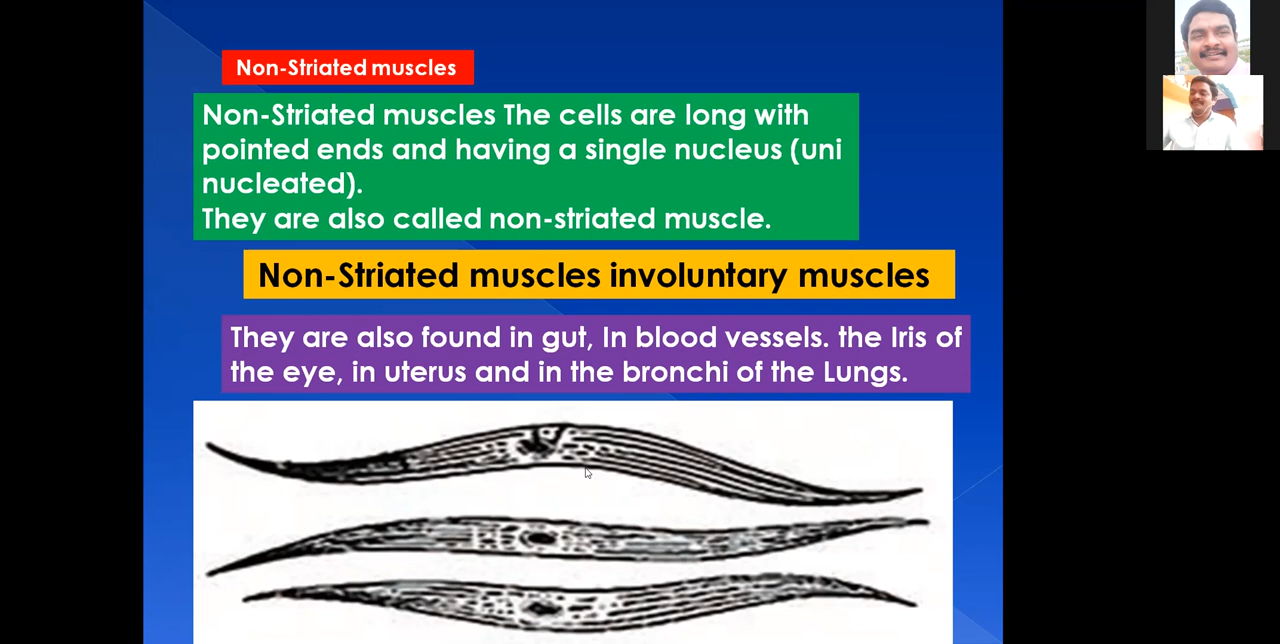 Non-Striated muscles
Non-Striated muscles The cells are long with
pointed ends and having a single nucleus (uni
nucleated).
They are also called non-striated muscle.
Non-Striated muscles involuntary muscles
They are also found in gut, In blood vessels. the Iris of
the eye, in uterus and in the bronchi of the Lungs.